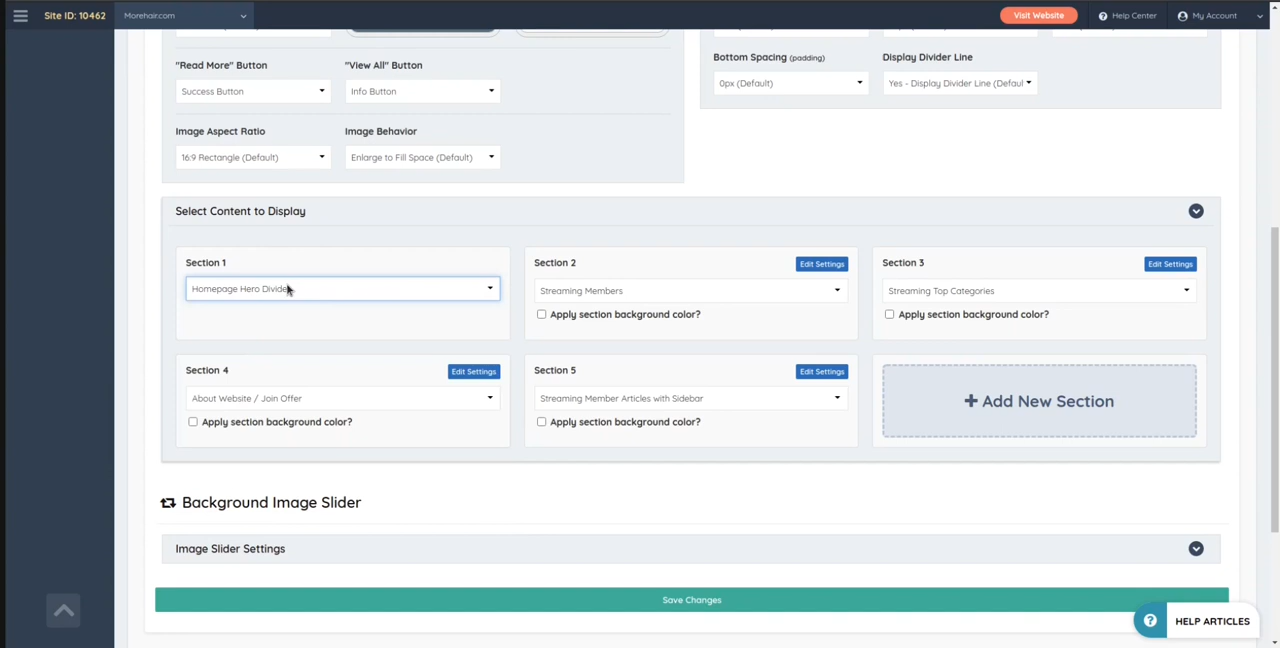 Site ID: 10462 Morehair.com Visit Website Help Center My Account
Bottom Spacing (padding) Display Divider Line
0px (Default) Yes - Display Divider Line (Defaul
"Read More" Button "View All" Button
Success Button Info Button
Image Aspect Ratio Image Behavior
16:9 Rectangle (Default) Enlarge to Fill Space (Default)
Select Content to Display
Section 1
Homepage Hero Divide
Section 2 Edit Settings
Streaming Members
Apply section background color?
Section 3 Edit Settings
Streaming Top Categories
Apply section background color?
Section 4 Edit Settings
About Website / Join Offer
Apply section background color?
Section 5 Edit Settings
Streaming Member Articles with Sidebar
Apply section background color?
+ Add New Section
Background Image Slider
Image Slider Settings
Save Changes
? HELP ARTICLES